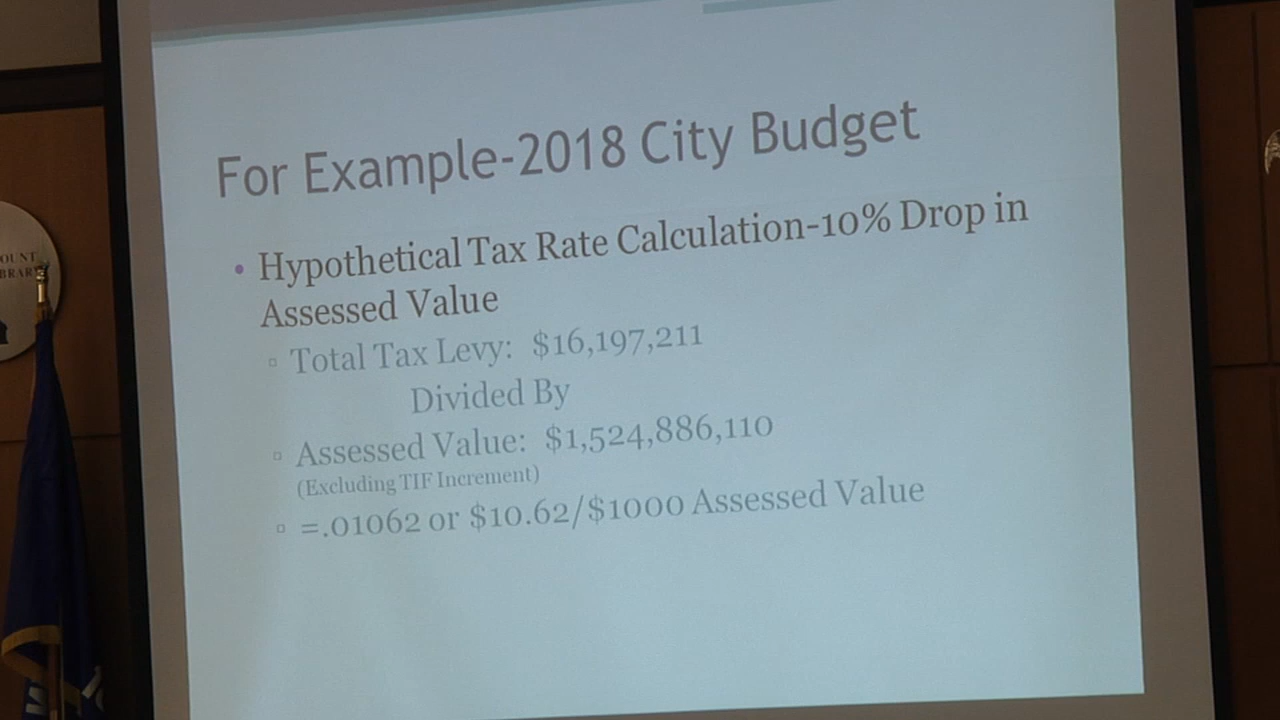 For Example-2018 City Budget
• Hypothetical Tax Rate Calculation-10% Drop in
Assessed Value
▫ Total Tax Levy: $16,197,211
Divided By
▫ Assessed Value: $1,524,886,110
(Excluding TIF Increment)
▫ =.01062 or $10.62/$1000 Assessed Value
OUNT
BRARY